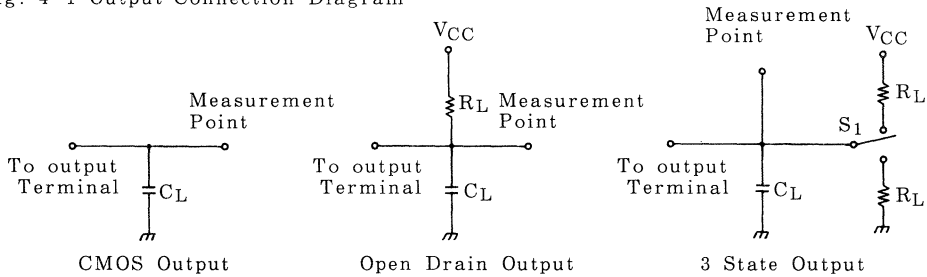 g. 4-1 Output Connection Diagram
VCC
RL
Measurement
Point
To output
Terminal
CL
CMOS Output
Measurement
Point
To output
Terminal
CL
Open Drain Output
Measurement
Point
VCC
RL
S1
To output
Terminal
CL
RL
3 State Output